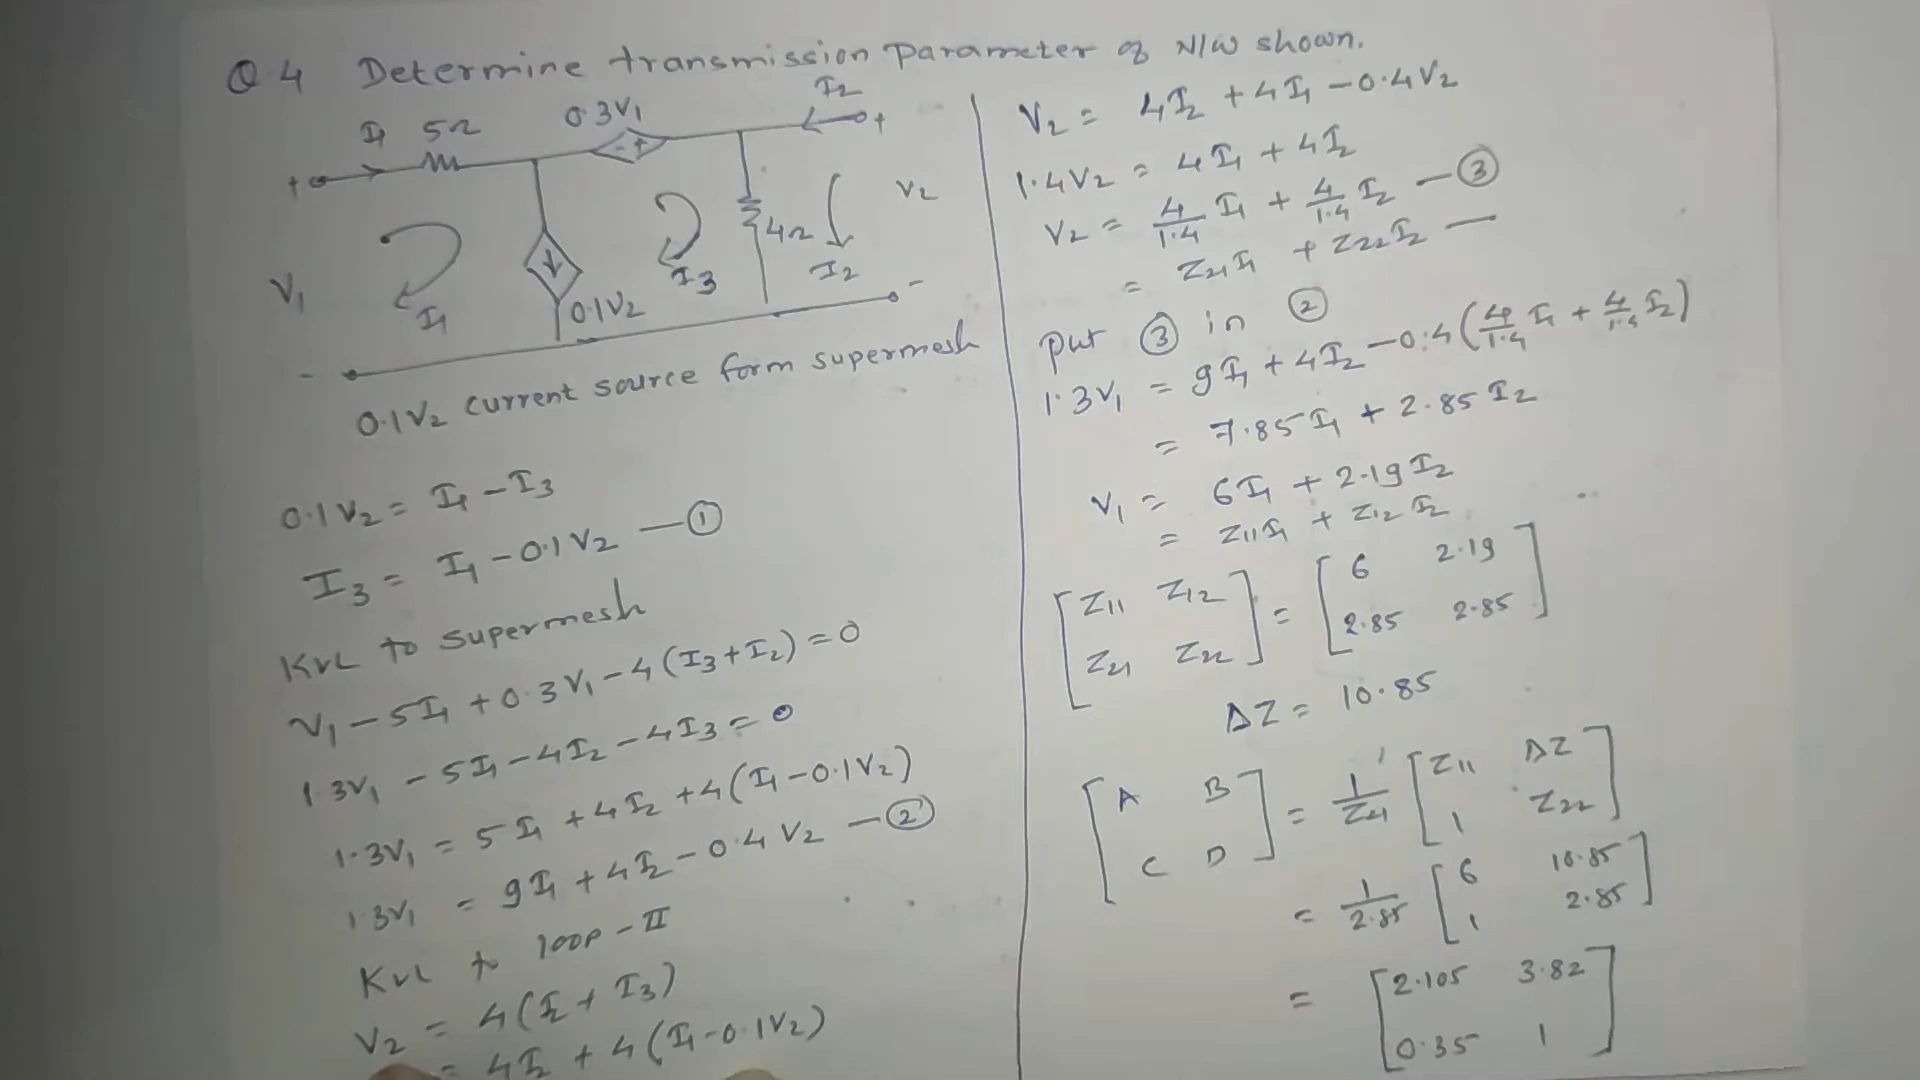 Q4 Determine transmission Parameter of N/W shown.
I1 5Ω 0.3V1 I2
+ - + +
V1 I1 0.1V2 I3 4Ω I2 V2
- -
0.1V2 current source form supermesh
0.1V2 = I1 - I3
I3 = I1 - 0.1V2 — ①
KVL to supermesh
V1 - 5I1 + 0.3V1 - 4(I3 + I2) = 0
1.3V1 - 5I1 - 4I2 - 4I3 = 0
1.3V1 = 5I1 + 4I2 + 4(I1 - 0.1V2)
1.3V1 = 9I1 + 4I2 - 0.4V2 — ②
KVL to loop - II
V2 = 4(I2 + I3)
= 4I2 + 4(I1 - 0.1V2)
V2 = 4I2 + 4I1 - 0.4V2
1.4V2 = 4I1 + 4I2
V2 = 4/1.4 I1 + 4/1.4 I2 — ③
= Z21I1 + Z22I2 —
put ③ in ②
1.3V1 = 9I1 + 4I2 - 0.4(4/1.4 I1 + 4/1.4 I2)
= 7.85I1 + 2.85I2
V1 = 6I1 + 2.19I2
= Z11I1 + Z12I2
[Z11 Z12] = [6 2.19]
[Z21 Z22] [2.85 2.85]
ΔZ = 10.85
[A B] = 1/Z21 [Z11 ΔZ]
[C D] [1 Z22]
= 1/2.85 [6 10.85]
[1 2.85]
= [2.105 3.82]
[0.35 1]